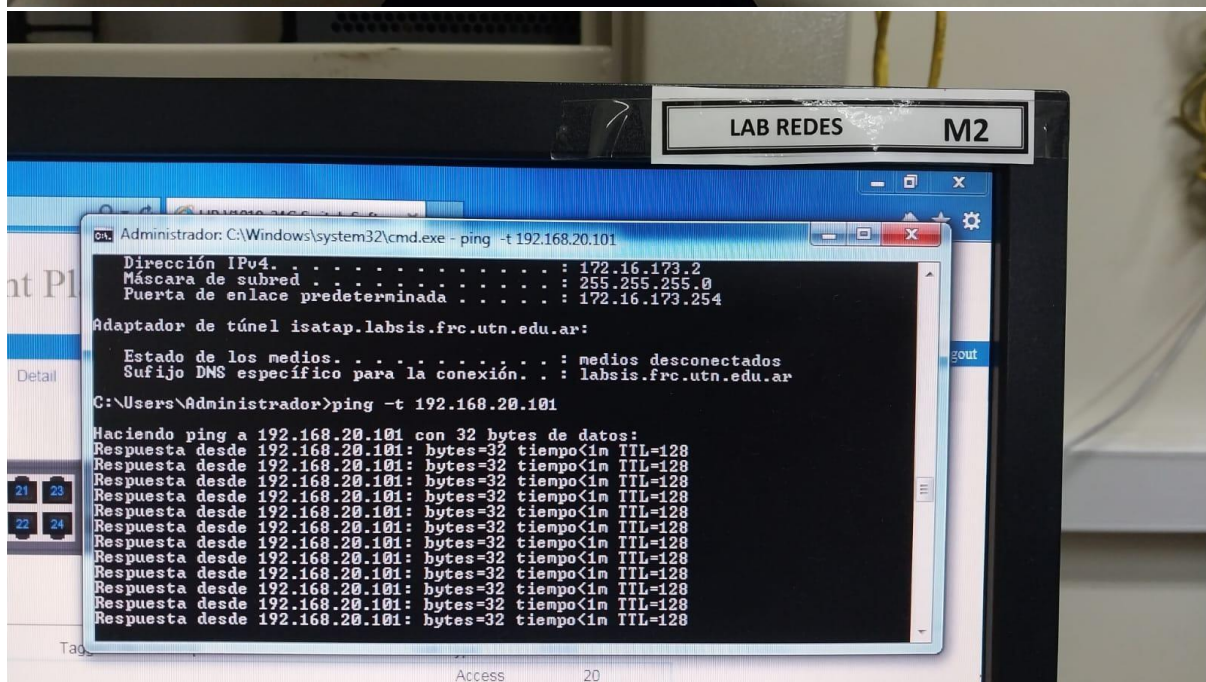 LAB REDES M2
Administrador: C:\Windows\system32\cmd.exe - ping -t 192.168.20.101
Dirección IPv4. . . . . . . . . . . . . . : 172.16.173.2
Máscara de subred . . . . . . . . . . . . : 255.255.255.0
Puerta de enlace predeterminada . . . . . : 172.16.173.254
Adaptador de túnel isatap.labsis.frc.utn.edu.ar:
Estado de los medios. . . . . . . . . . . : medios desconectados
Sufijo DNS específico para la conexión. . : labsis.frc.utn.edu.ar
C:\Users\Administrador>ping -t 192.168.20.101
Haciendo ping a 192.168.20.101 con 32 bytes de datos:
Respuesta desde 192.168.20.101: bytes=32 tiempo<1m TTL=128
Respuesta desde 192.168.20.101: bytes=32 tiempo<1m TTL=128
Respuesta desde 192.168.20.101: bytes=32 tiempo<1m TTL=128
Respuesta desde 192.168.20.101: bytes=32 tiempo<1m TTL=128
Respuesta desde 192.168.20.101: bytes=32 tiempo<1m TTL=128
Respuesta desde 192.168.20.101: bytes=32 tiempo<1m TTL=128
Respuesta desde 192.168.20.101: bytes=32 tiempo<1m TTL=128
Respuesta desde 192.168.20.101: bytes=32 tiempo<1m TTL=128
Respuesta desde 192.168.20.101: bytes=32 tiempo<1m TTL=128
Respuesta desde 192.168.20.101: bytes=32 tiempo<1m TTL=128
Respuesta desde 192.168.20.101: bytes=32 tiempo<1m TTL=128
Respuesta desde 192.168.20.101: bytes=32 tiempo<1m TTL=128
nt Pl
gout
Detail
21 23
22 24
Tag
Access 20